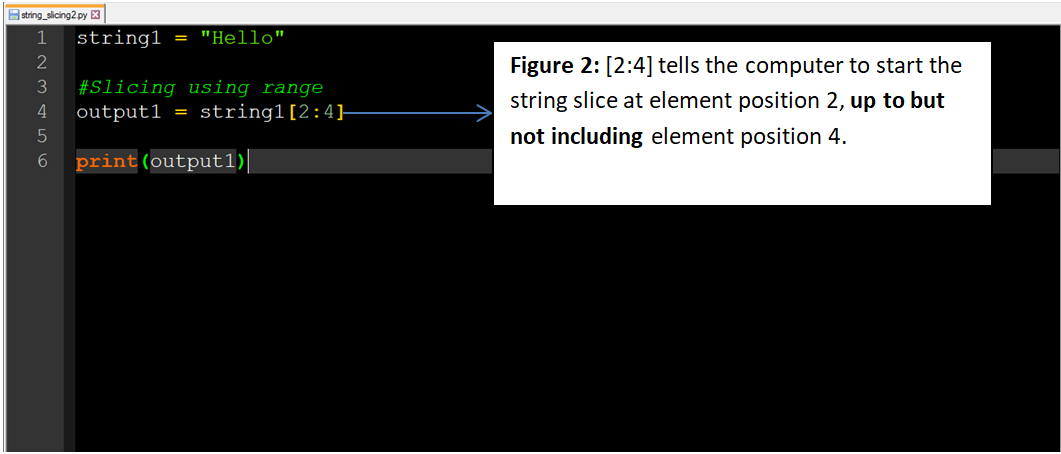 string_slicing2.py
1 string1 = "Hello"
2
3 #Slicing using range
4 output1 = string1[2:4]
5
6 print(output1)
Figure 2: [2:4] tells the computer to start the
string slice at element position 2, up to but
not including element position 4.